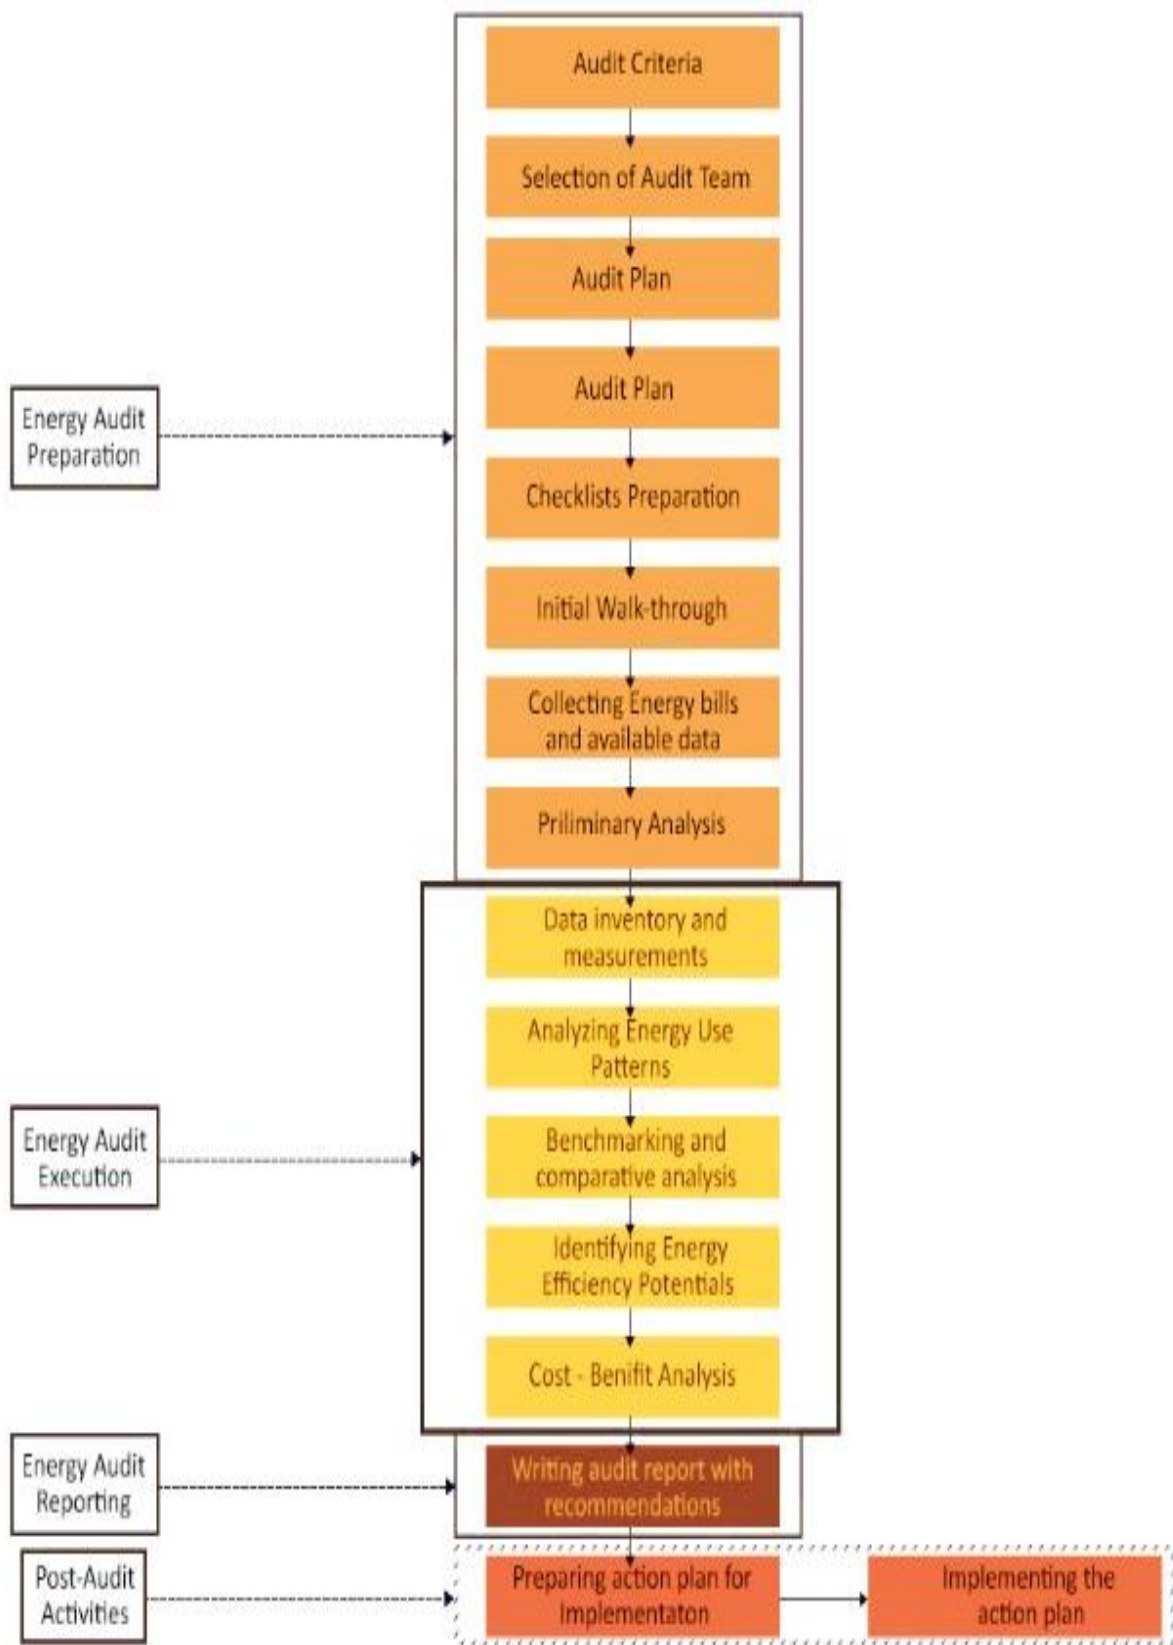 Audit Criteria
Selection of Audit Team
Audit Plan
Audit Plan
Energy Audit
Preparation
Checklists Preparation
Initial Walk-through
Collecting Energy bills
and available data
Priliminary Analysis
Data inventory and
measurements
Analyzing Energy Use
Patterns
Energy Audit
Execution
Benchmarking and
comparative analysis
Identifying Energy
Efficiency Potentials
Cost - Benifit Analysis
Energy Audit
Reporting
Writing audit report with
recommendations
Post-Audit
Activities
Preparing action plan for
Implementaton
Implementing the
action plan